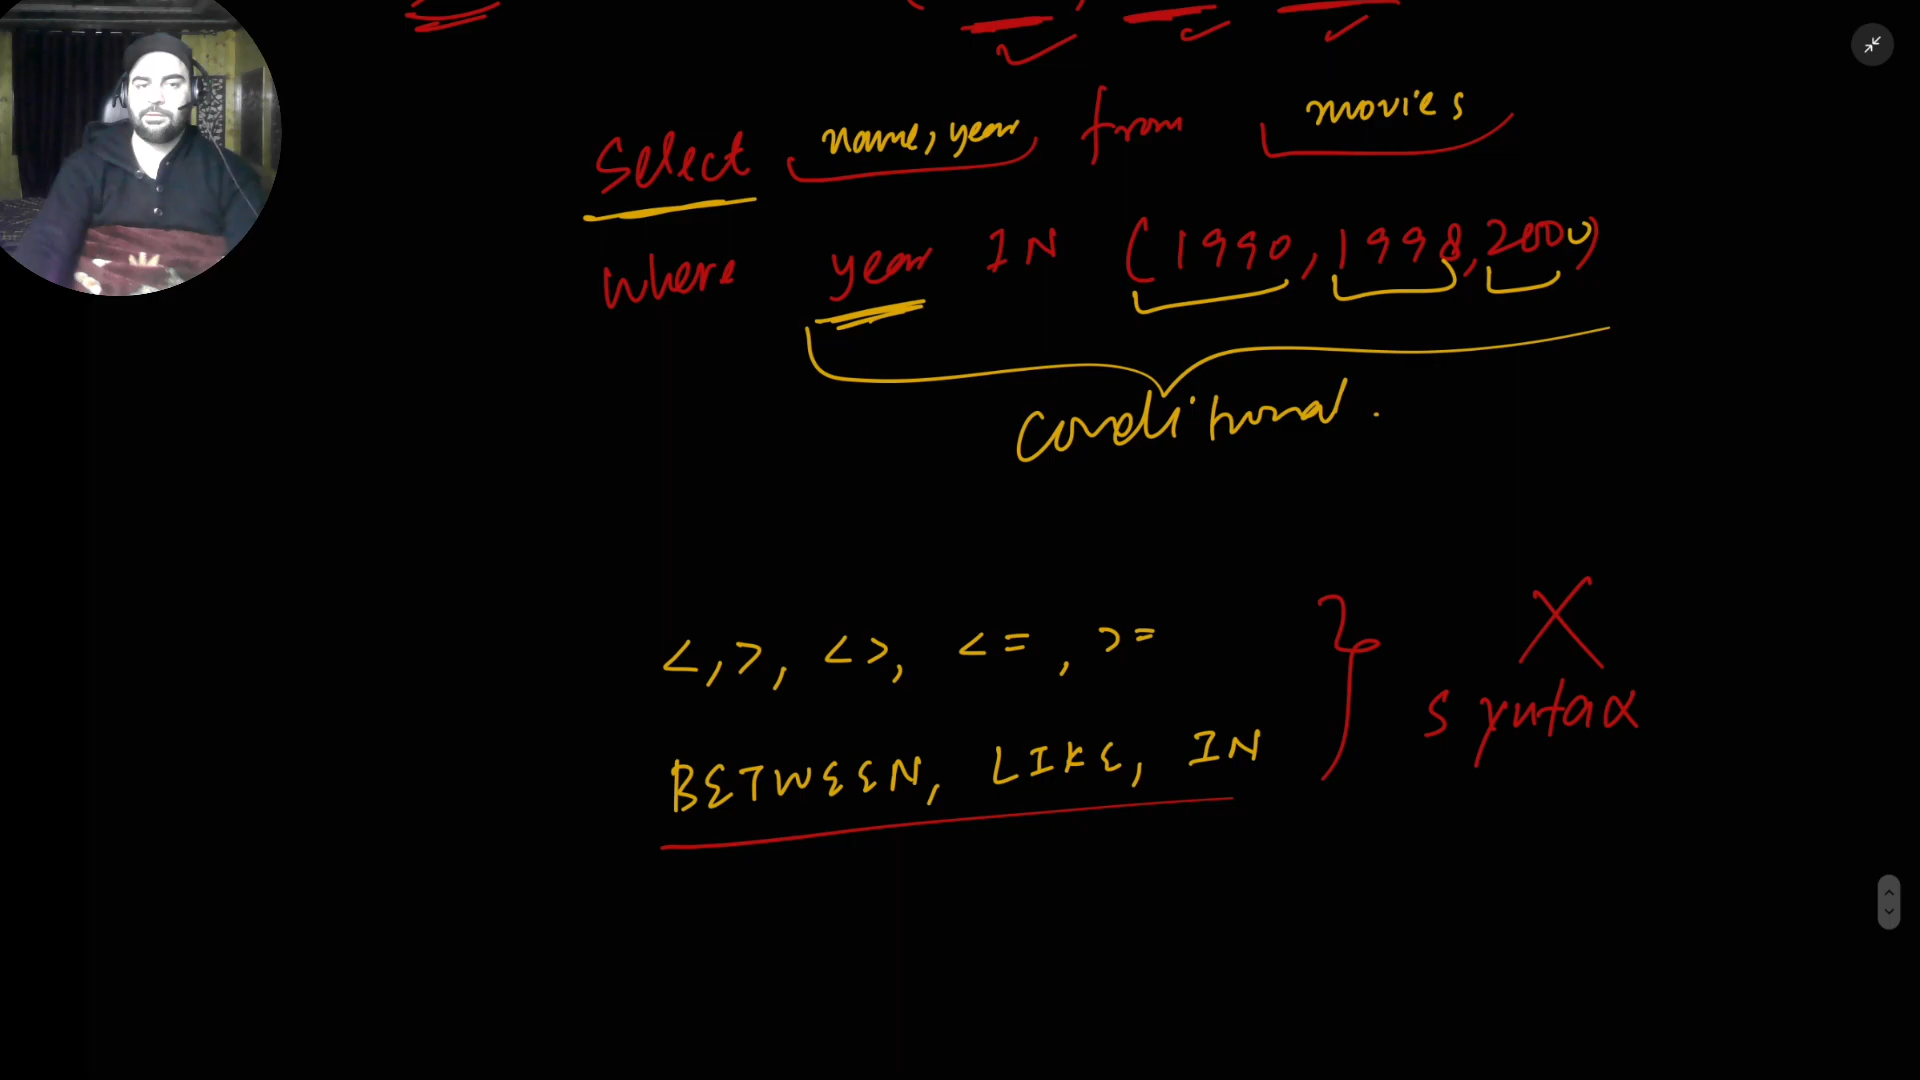 Select name, year from movies
Where year IN (1990, 1998, 2000)
Conditional.
<, >, <>, <= , >=
BETWEEN, LIKE, IN
X
syntax